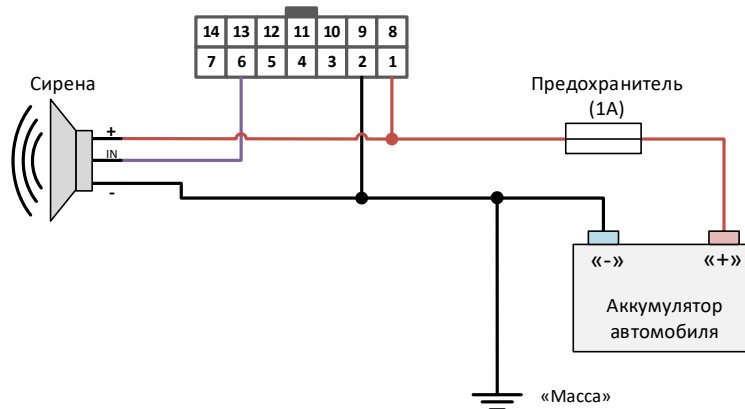 14 13 12 11 10 9 8
7 6 5 4 3 2 1
Сирена
Предохранитель
(1А)
+
IN
-
«-» «+»
Аккумулятор
автомобиля
«Масса»